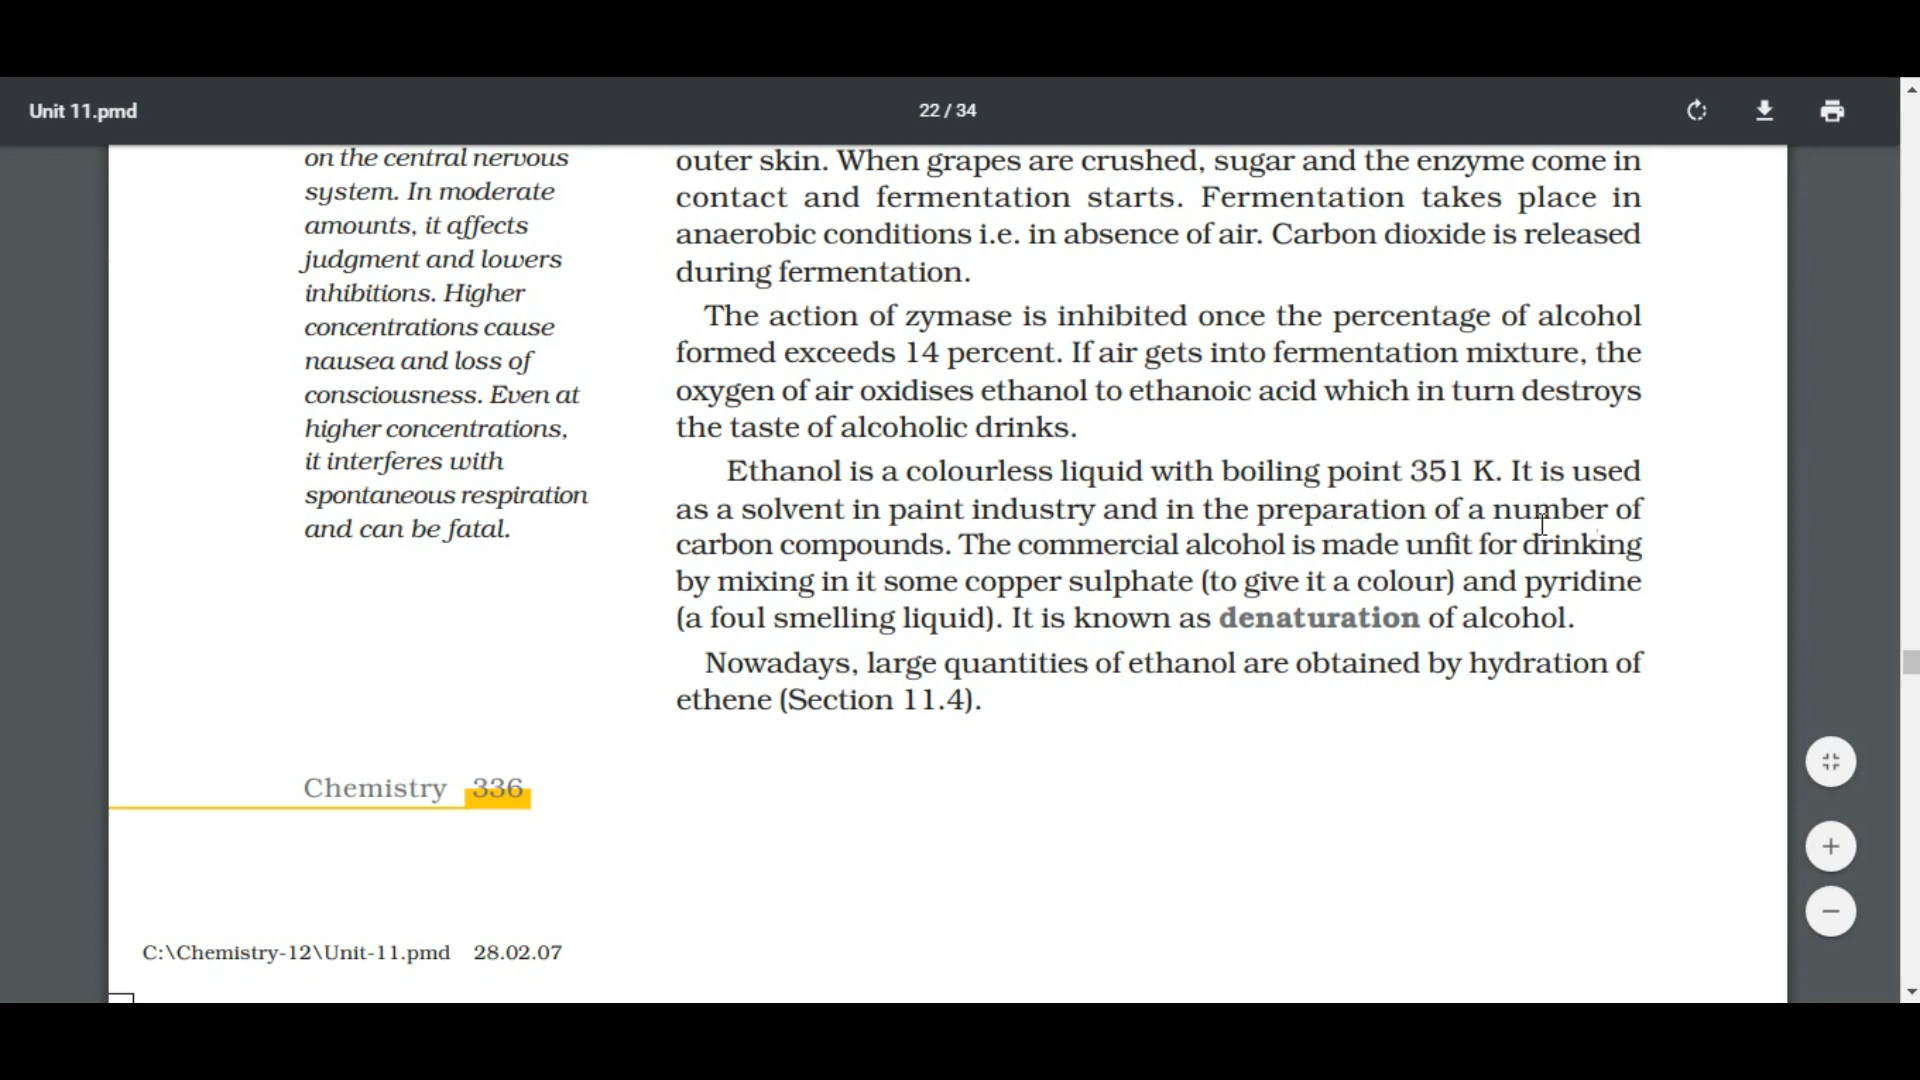 Unit 11.pmd
22 / 34
on the central nervous
system. In moderate
amounts, it affects
judgment and lowers
inhibitions. Higher
concentrations cause
nausea and loss of
consciousness. Even at
higher concentrations,
it interferes with
spontaneous respiration
and can be fatal.
outer skin. When grapes are crushed, sugar and the enzyme come in
contact and fermentation starts. Fermentation takes place in
anaerobic conditions i.e. in absence of air. Carbon dioxide is released
during fermentation.
The action of zymase is inhibited once the percentage of alcohol
formed exceeds 14 percent. If air gets into fermentation mixture, the
oxygen of air oxidises ethanol to ethanoic acid which in turn destroys
the taste of alcoholic drinks.
Ethanol is a colourless liquid with boiling point 351 K. It is used
as a solvent in paint industry and in the preparation of a number of
carbon compounds. The commercial alcohol is made unfit for drinking
by mixing in it some copper sulphate (to give it a colour) and pyridine
(a foul smelling liquid). It is known as denaturation of alcohol.
Nowadays, large quantities of ethanol are obtained by hydration of
ethene (Section 11.4).
Chemistry 336
C:\Chemistry-12\Unit-11.pmd 28.02.07